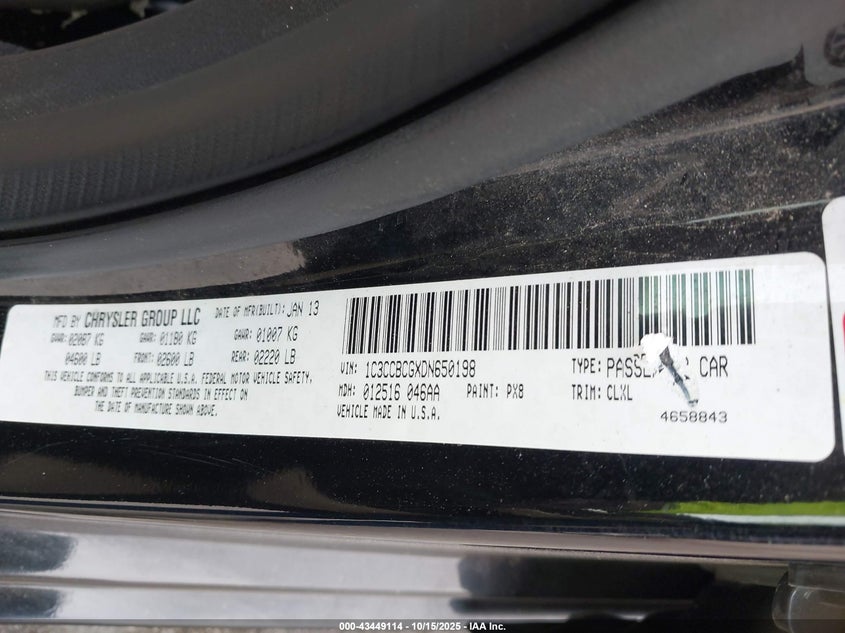 MFD BY CHRYSLER GROUP LLC DATE OF MFR(BUILT): JAN 13
GVWR: 02087 KG GAWR: 01180 KG GAWR: 01007 KG
04600 LB FRONT: 02600 LB REAR: 02220 LB
THIS VEHICLE CONFORMS TO APPLICABLE U.S.A. FEDERAL MOTOR VEHICLE SAFETY,
BUMPER AND THEFT PREVENTION STANDARDS IN EFFECT ON
THE DATE OF MANUFACTURE SHOWN ABOVE.
VIN: 1C3CCBCGXDN650198 TYPE: CAR
MDH: 012516 046AA PAINT: PX8 TRIM: CLXL
VEHICLE MADE IN U.S.A.
4658843
000-43449114 - 10/15/2025 - IAA Inc.